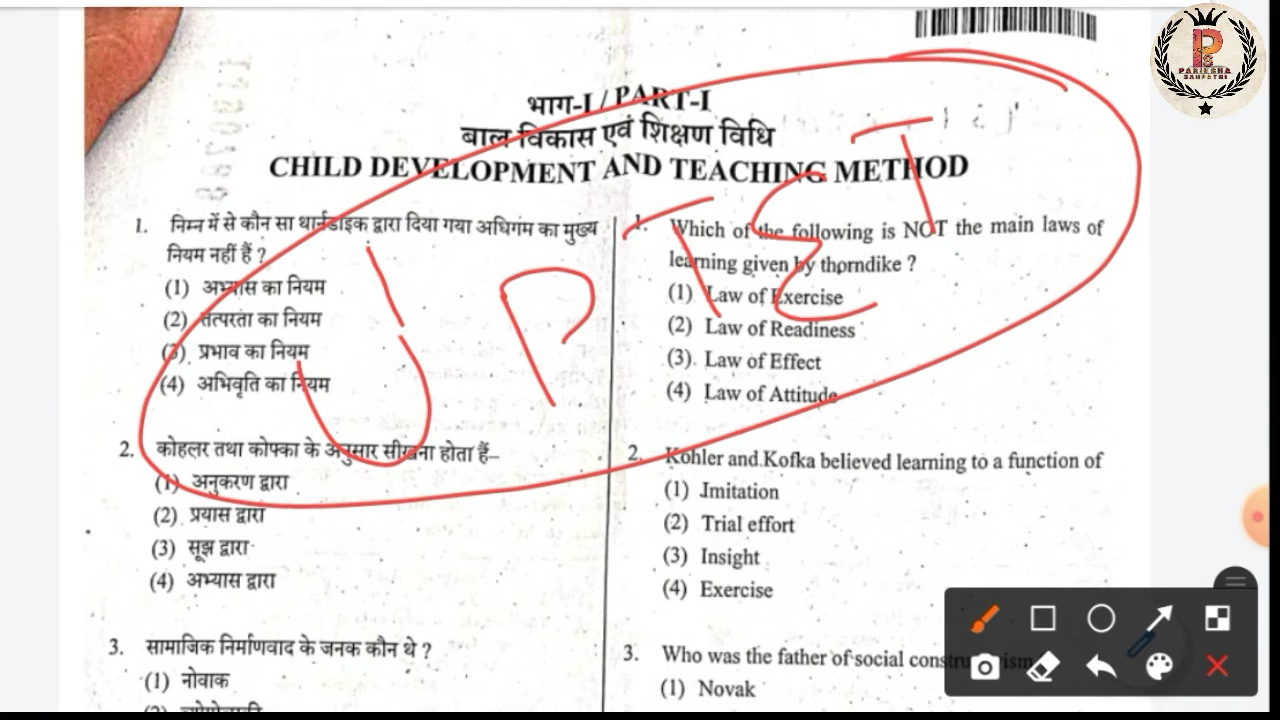 PARIESHA
भाग-I / PART-I
बाल विकास एवं शिक्षण विधि
CHILD DEVELOPMENT AND TEACHING METHOD
UPTET
1. निम्न में से कौन सा थार्नडाइक द्वारा दिया गया अधिगम का मुख्य
नियम नहीं हैं ?
(1) अभ्यास का नियम
(2) तत्परता का नियम
(3) प्रभाव का नियम
(4) अभिवृति का नियम
2. कोहलर तथा कोफ्का के अनुसार सीखना होता हैं–
(1) अनुकरण द्वारा
(2) प्रयास द्वारा
(3) सूझ द्वारा
(4) अभ्यास द्वारा
3. सामाजिक निर्माणवाद के जनक कौन थे ?
(1) नोवाक
1. Which of the following is NOT the main laws of
learning given by thorndike ?
(1) Law of Exercise
(2) Law of Readiness
(3). Law of Effect
(4) Law of Attitude
2. Kohler and Kofka believed learning to a function of
(1) Imitation
(2) Trial effort
(3) Insight
(4) Exercise
3. Who was the father of social
(1) Novak